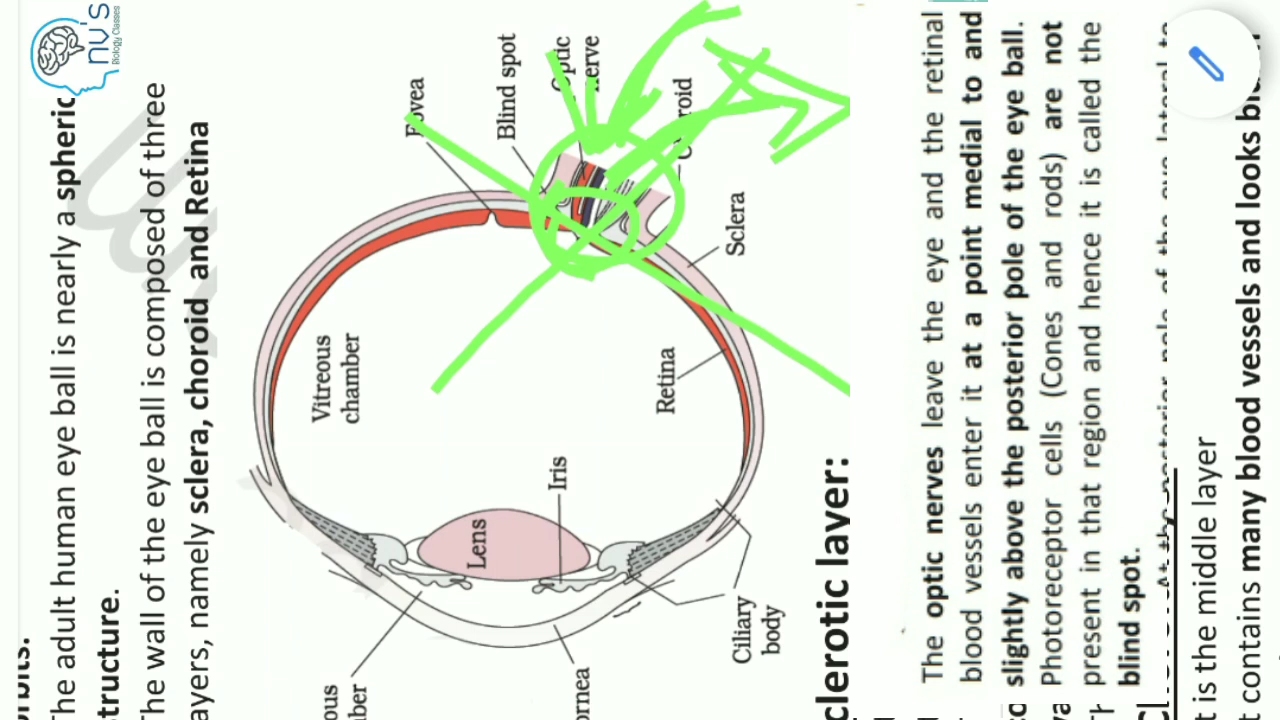 nv's
Biology Classes
The adult human eye ball is nearly a spheric
structure.
The wall of the eye ball is composed of three
ayers, namely sclera, choroid and Retina
Fovea
Blind spot
Optic
nerve
Sclera
Retina
Vitreous
chamber
Lens
Iris
Ciliary
body
clerotic layer:
The optic nerves leave the eye and the retinal
blood vessels enter it at a point medial to and
slightly above the posterior pole of the eye ball.
Photoreceptor cells (Cones and rods) are not
present in that region and hence it is called the
blind spot.
t is the middle layer
t contains many blood vessels and looks